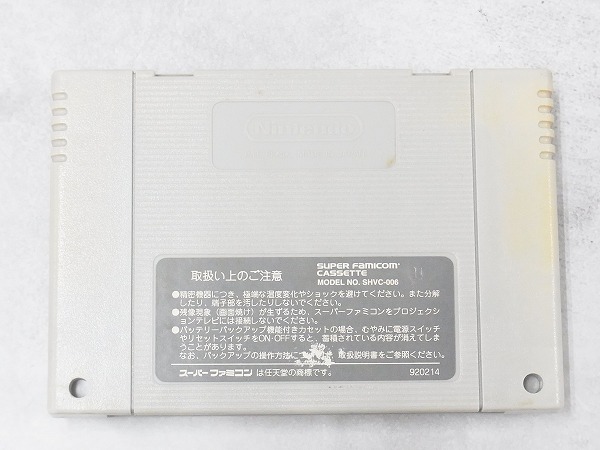 Nintendo
取扱い上のご注意
SUPER FAMICOM
CASSETTE
MODEL NO. SHVC-006
●精密機器につき、極端な温度変化やショックを避けてください。また分解
したり、端子部を汚したりしないでください。
●残像現象（画面焼け）が生ずるため、スーパーファミコンをプロジェクショ
ンテレビには接続しないでください。
●バッテリーバックアップ機能付きカセットの場合、むやみに電源スイッチ
やリセットスイッチをON・OFFすると、蓄積されている内容が消えてしま
うことがあります。
なお、バックアップの操作方法に 取扱説明書をご参照ください。
スーパーファミコン は任天堂の商標です。
920214